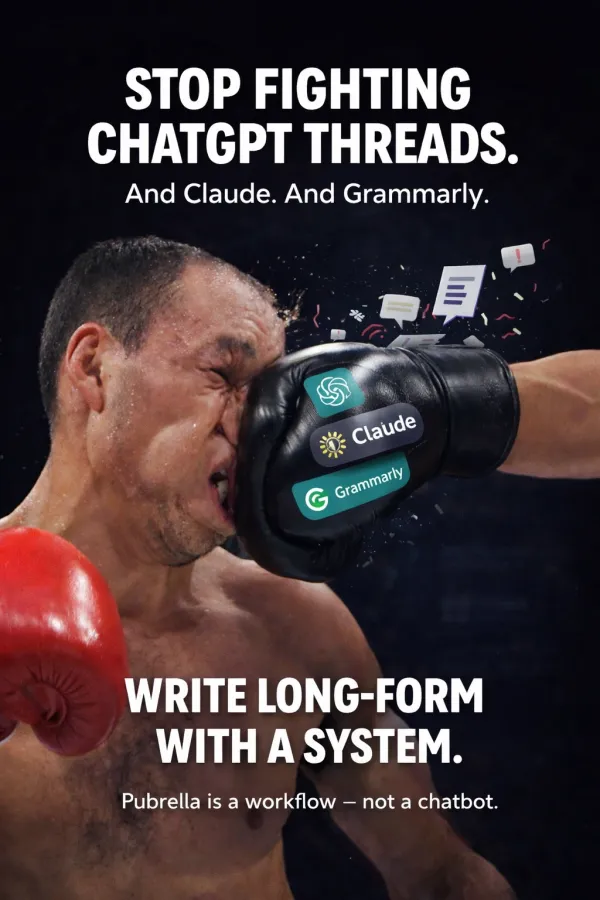 STOP FIGHTING
CHATGPT THREADS.
And Claude. And Grammarly.
Claude
Grammarly
WRITE LONG-FORM
WITH A SYSTEM.
Pubrella is a workflow – not a chatbot.